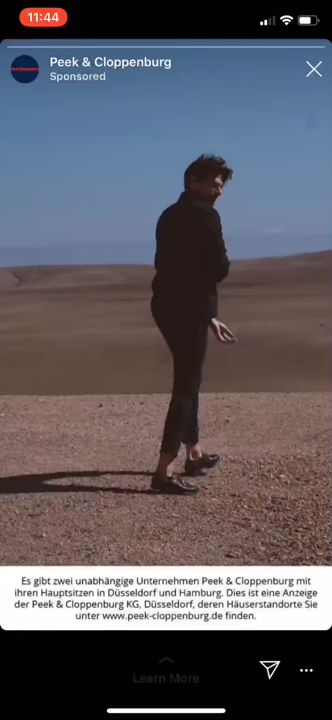 11:44
Peek & Cloppenburg
Sponsored
Es gibt zwei unabhängige Unternehmen Peek & Cloppenburg mit
ihren Hauptsitzen in Düsseldorf und Hamburg. Dies ist eine Anzeige
der Peek & Cloppenburg KG, Düsseldorf, deren Häuserstandorte Sie
unter www.peek-cloppenburg.de finden.
Learn More